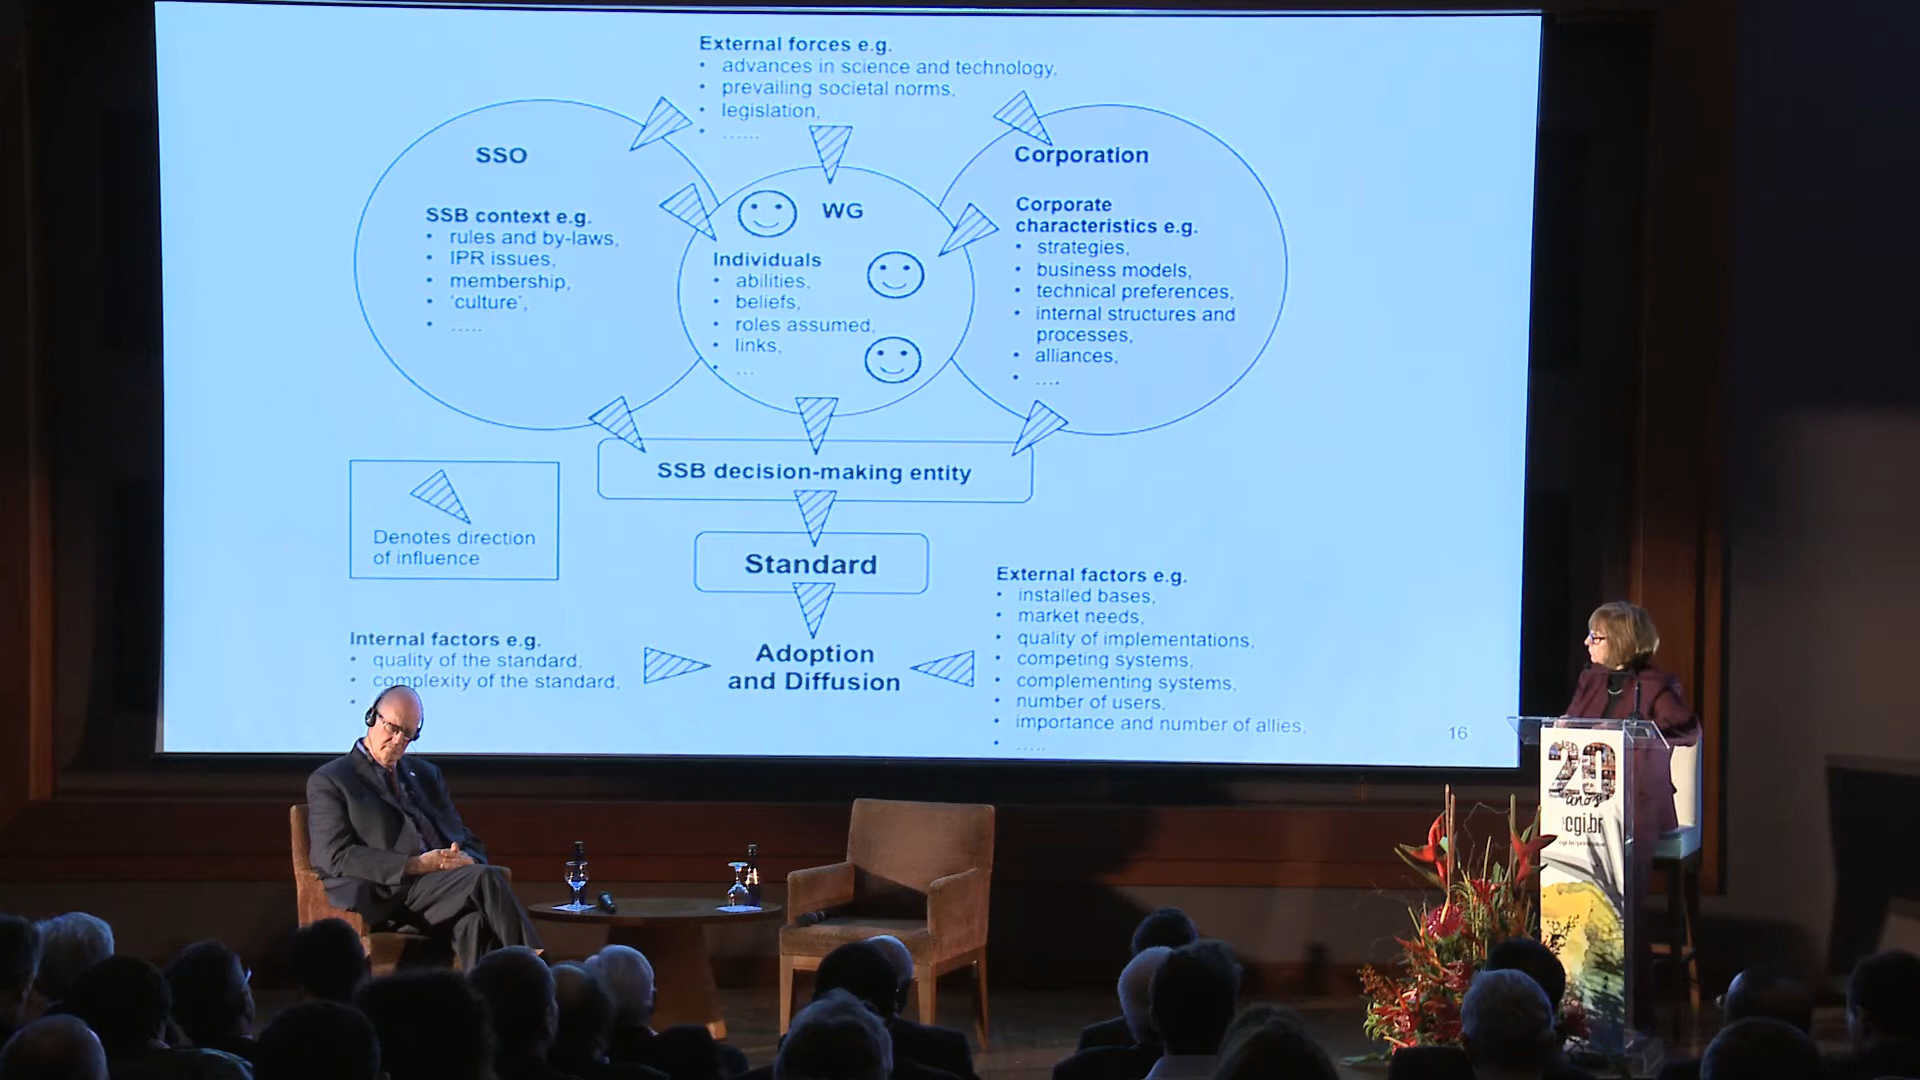 External forces e.g.
• advances in science and technology,
• prevailing societal norms,
• legislation,
• ......
SSO
SSB context e.g.
• rules and by-laws,
• IPR issues,
• membership,
• 'culture',
• .....
WG
Individuals
• abilities,
• beliefs,
• roles assumed,
• links,
• ...
Corporation
Corporate
characteristics e.g.
• strategies,
• business models,
• technical preferences,
• internal structures and
processes,
• alliances,
• ....
SSB decision-making entity
Denotes direction
of influence
Standard
Internal factors e.g.
• quality of the standard,
• complexity of the standard,
•
Adoption
and Diffusion
External factors e.g.
• installed bases,
• market needs,
• quality of implementations,
• competing systems,
• complementing systems,
• number of users,
• importance and number of allies,
• .....
16
20
anos
cgi.br